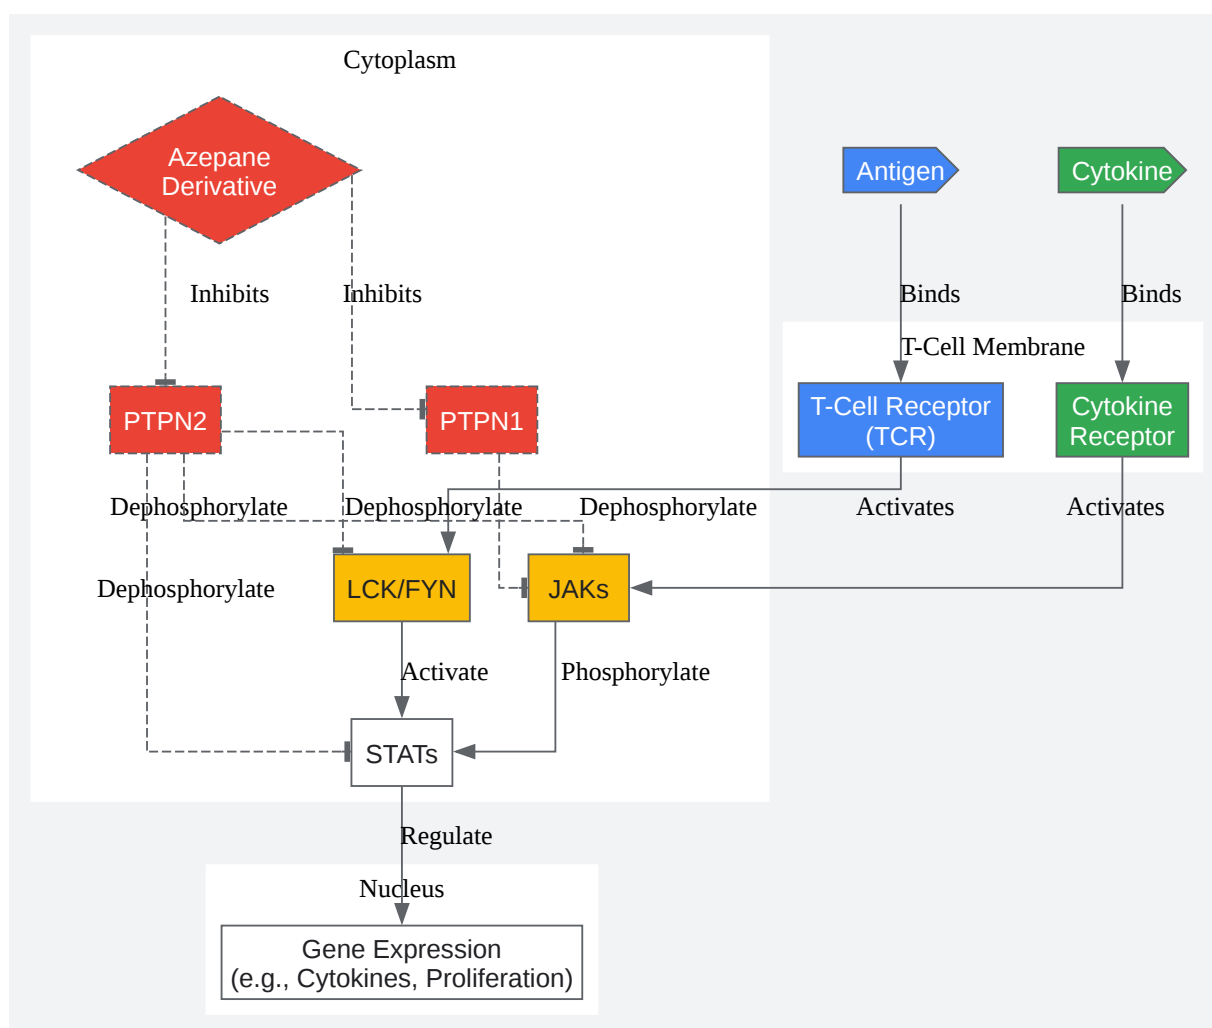 Cytoplasm
Azepane
Derivative
Antigen
Cytokine
Inhibits
Inhibits
Binds
Binds
T-Cell Membrane
PTPN2
PTPN1
T-Cell Receptor
(TCR)
Cytokine
Receptor
Dephosphorylate
Dephosphorylate
Dephosphorylate
Activates
Activates
Dephosphorylate
LCK/FYN
JAKs
Activate
Phosphorylate
STATs
Regulate
Nucleus
Gene Expression
(e.g., Cytokines, Proliferation)